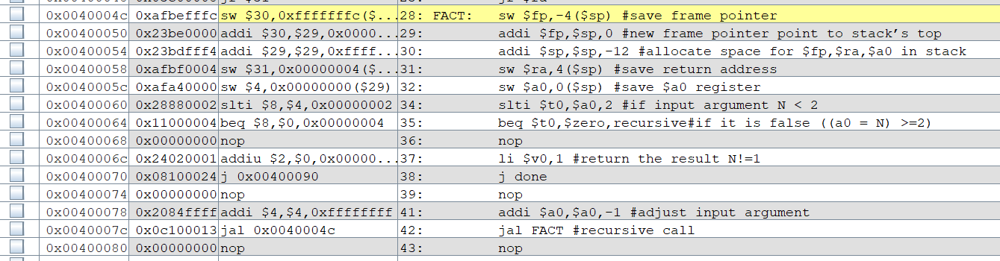 0x0040004c 0xafbefffc sw $30,0xfffffffc($... 28: FACT: sw $fp,-4($sp) #save frame pointer
0x00400050 0x23be0000 addi $30,$29,0x0000... 29: addi $fp,$sp,0 #new frame pointer point to stack's top
0x00400054 0x23bdfff4 addi $29,$29,0xffff... 30: addi $sp,$sp,-12 #allocate space for $fp,$ra,$a0 in stack
0x00400058 0xafbf0004 sw $31,0x00000004($... 31: sw $ra,4($sp) #save return address
0x0040005c 0xafa40000 sw $4,0x00000000($29) 32: sw $a0,0($sp) #save $a0 register
0x00400060 0x28880002 slti $8,$4,0x00000002 34: slti $t0,$a0,2 #if input argument N < 2
0x00400064 0x11000004 beq $8,$0,0x00000004 35: beq $t0,$zero,recursive#if it is false ((a0 = N) >=2)
0x00400068 0x00000000 nop 36: nop
0x0040006c 0x24020001 addiu $2,$0,0x00000... 37: li $v0,1 #return the result N!=1
0x00400070 0x08100024 j 0x00400090 38: j done
0x00400074 0x00000000 nop 39: nop
0x00400078 0x2084ffff addi $4,$4,0xffffffff 41: addi $a0,$a0,-1 #adjust input argument
0x0040007c 0x0c100013 jal 0x0040004c 42: jal FACT #recursive call
0x00400080 0x00000000 nop 43: nop